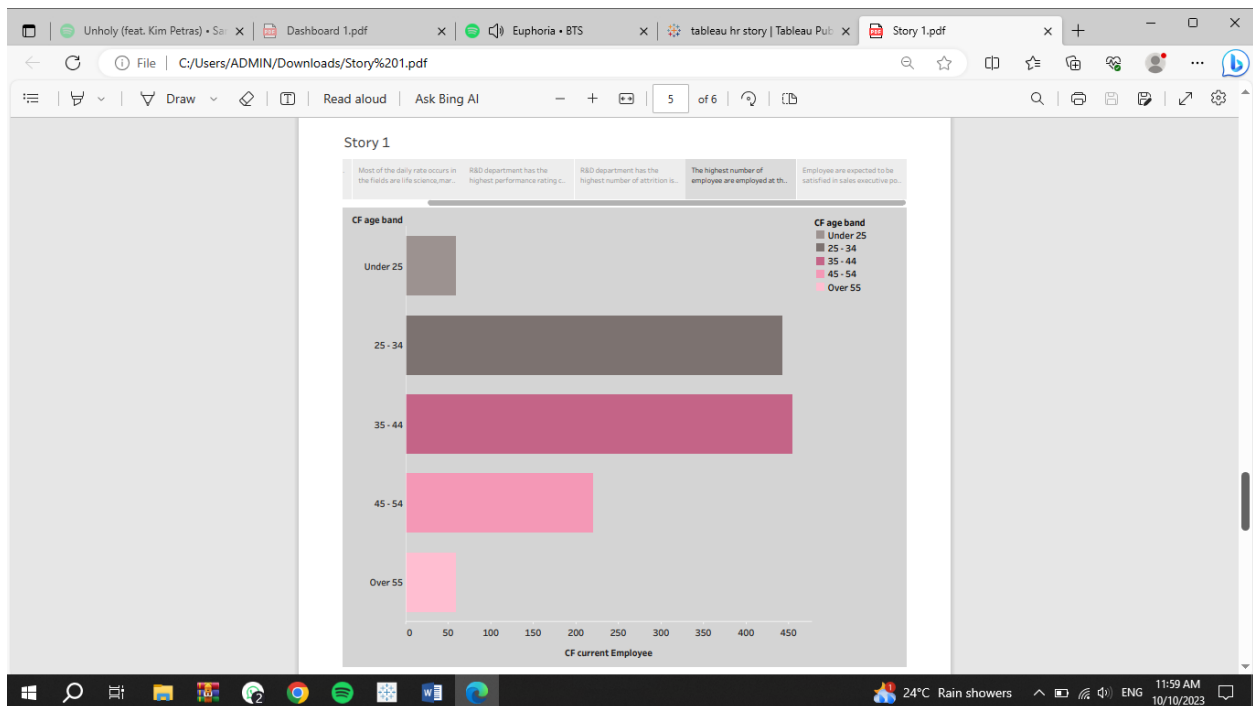 Unholy (feat. Kim Petras) • Sa
Dashboard 1.pdf
Euphoria • BTS
tableau hr story | Tableau Pub
Story 1.pdf
File
C:/Users/ADMIN/Downloads/Story%201.pdf
Draw
Read aloud
Ask Bing AI
5
of 6
Story 1
Most of the daily rate occurs in
the fields are life science,mar..
R&D department has the
highest performance rating c..
R&D department has the
highest number of attrition is..
The highest number of
employee are employed at th..
Employee are expected to be
satisfied in sales executive po..
CF age band
Under 25
25 - 34
35 - 44
45 - 54
Over 55
CF age band
Under 25
25 - 34
35 - 44
45 - 54
Over 55
0 50 100 150 200 250 300 350 400 450
CF current Employee
24°C Rain showers
ENG
11:59 AM
10/10/2023